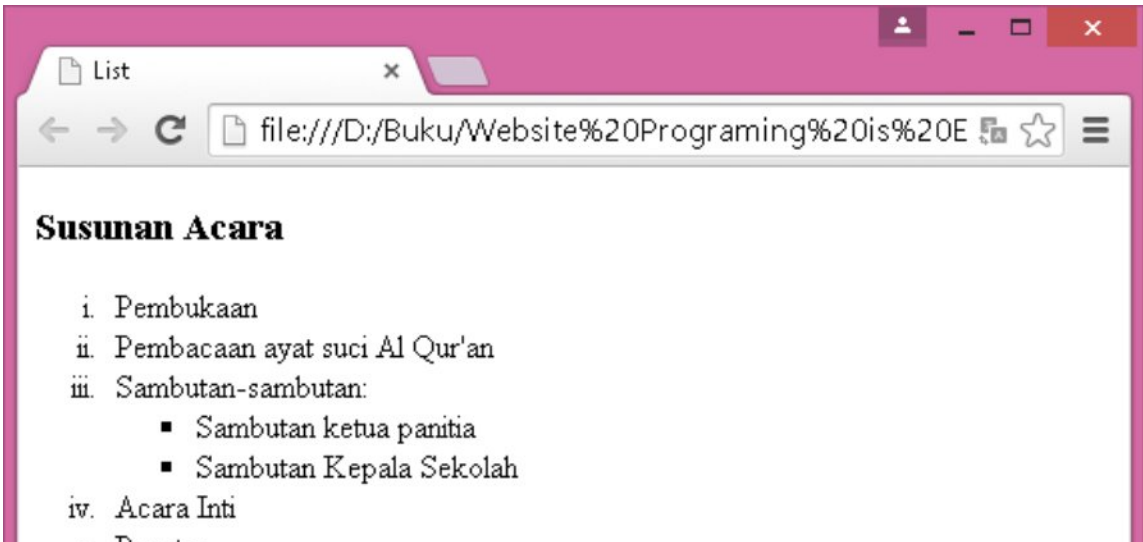 List
file:///D:/Buku/Website%20Programing%20is%20E
Susunan Acara
i. Pembukaan
ii. Pembacaan ayat suci Al Qur'an
iii. Sambutan-sambutan:
▪ Sambutan ketua panitia
▪ Sambutan Kepala Sekolah
iv. Acara Inti